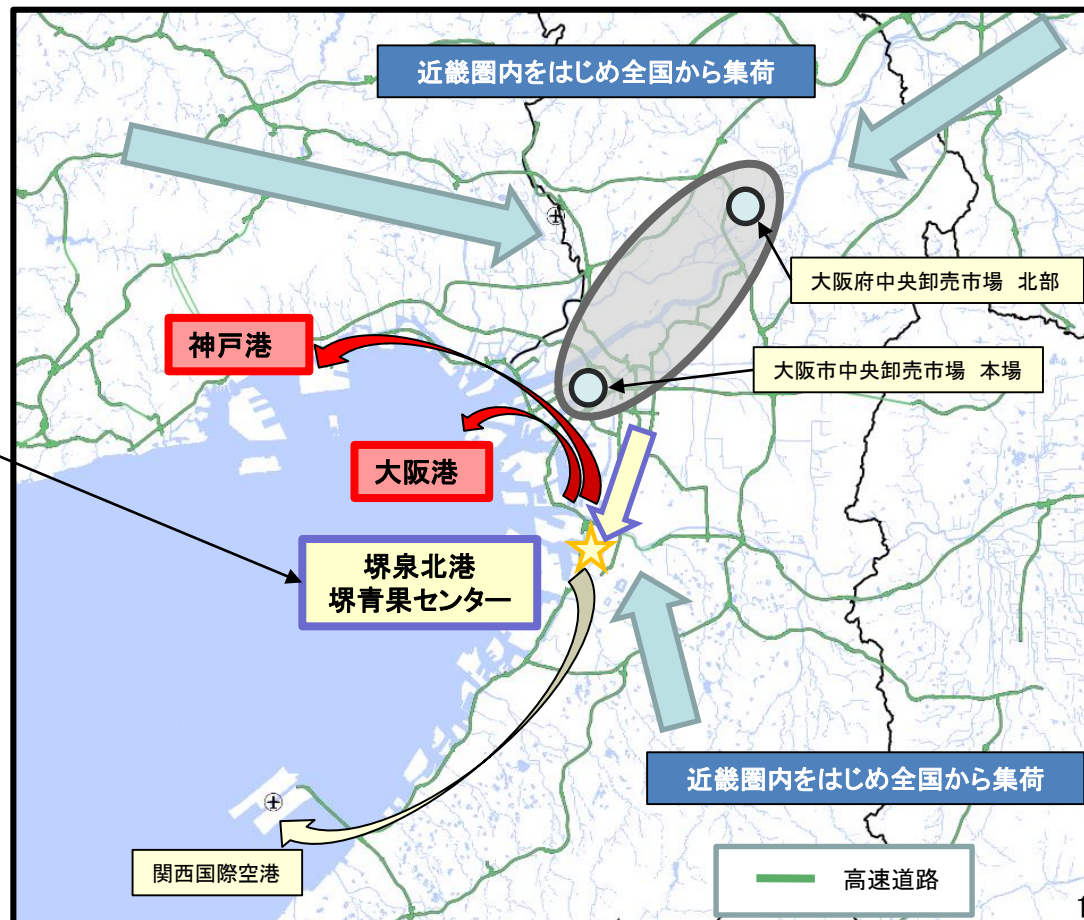 近畿圏内をはじめ全国から集荷
大阪府中央卸売市場 北部
神戸港
大阪市中央卸売市場 本場
大阪港
堺泉北港
堺青果センター
近畿圏内をはじめ全国から集荷
関西国際空港
高速道路